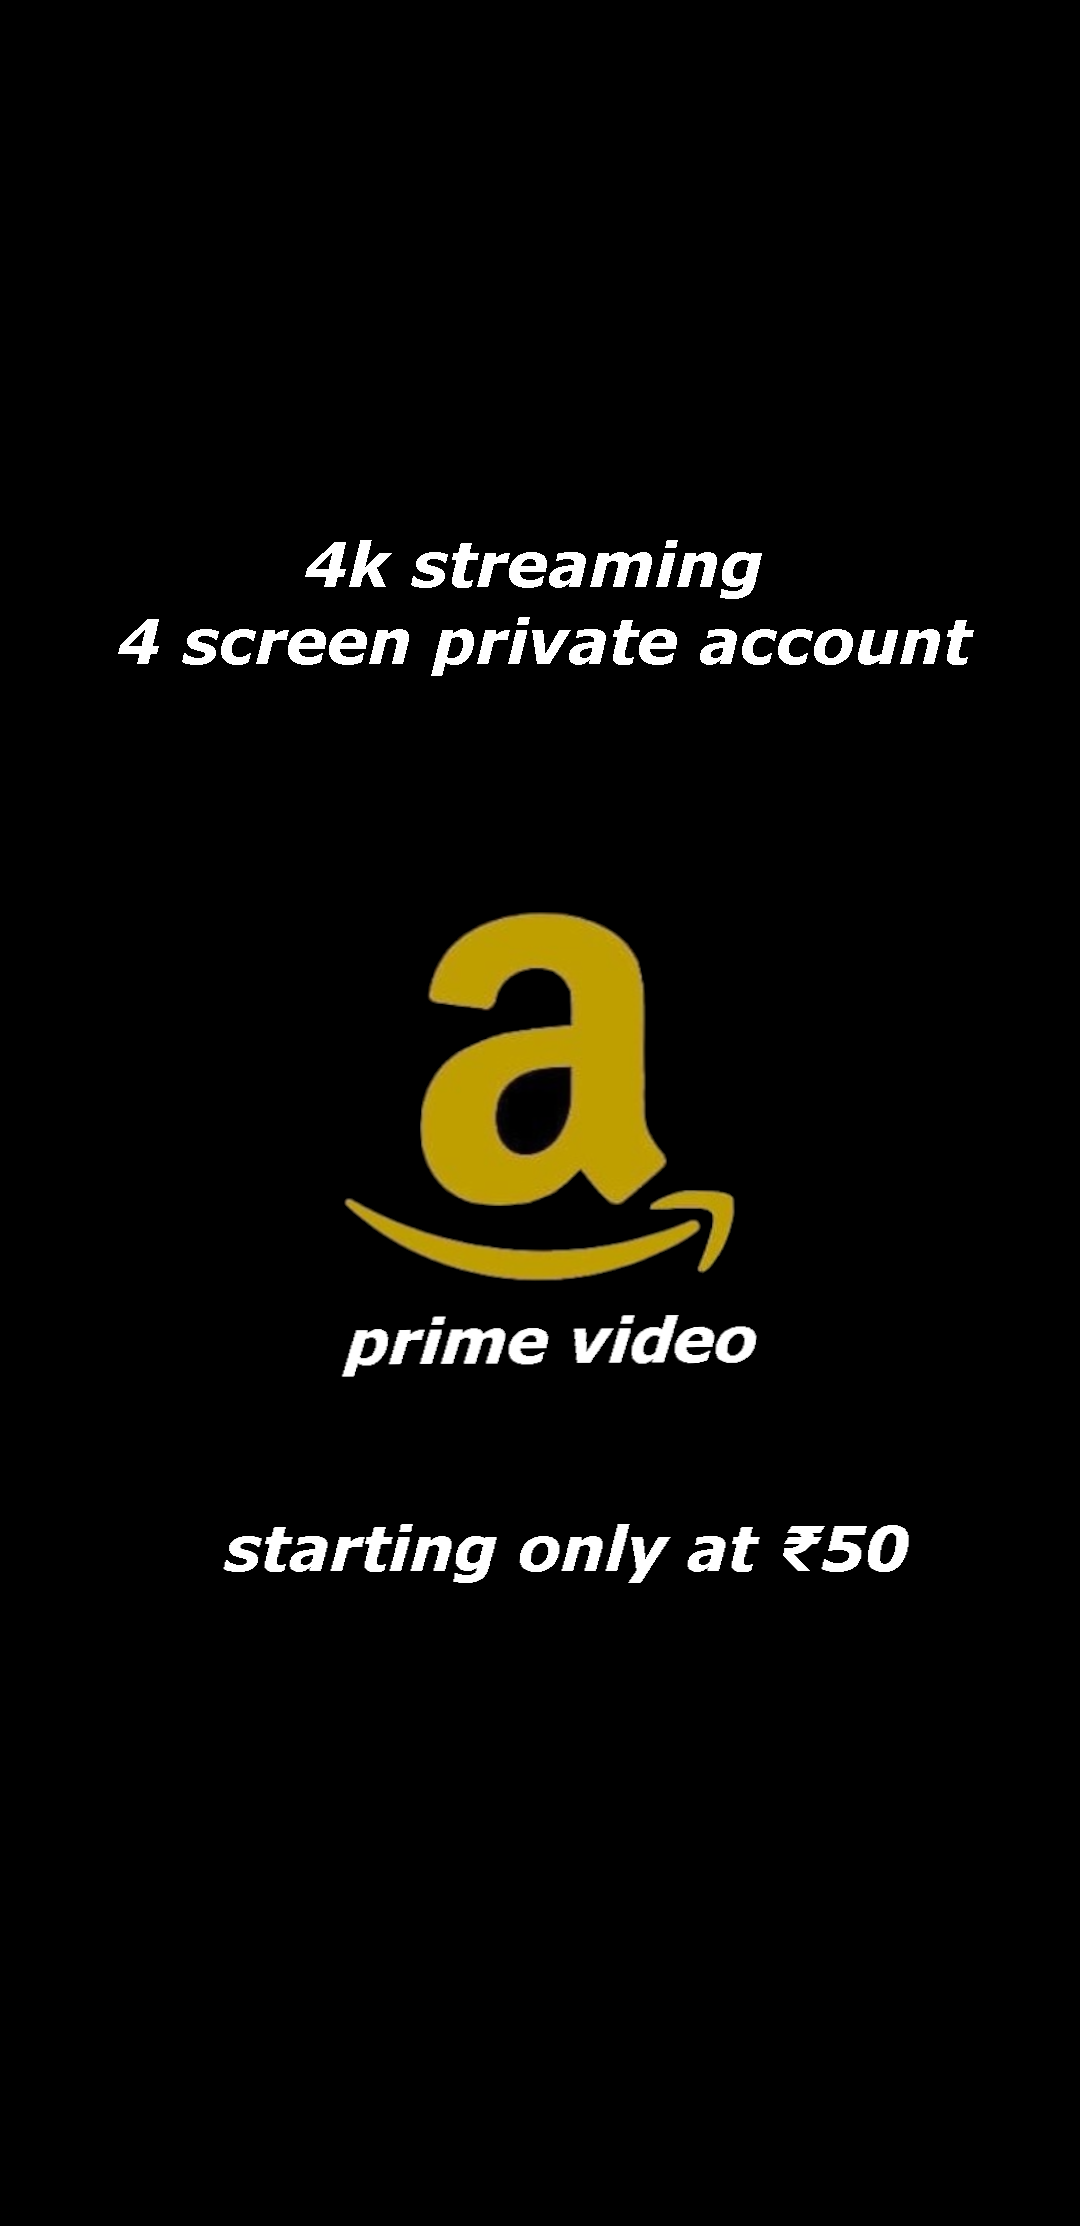 4k streaming
4 screen private account
a
prime video
starting only at ₹50